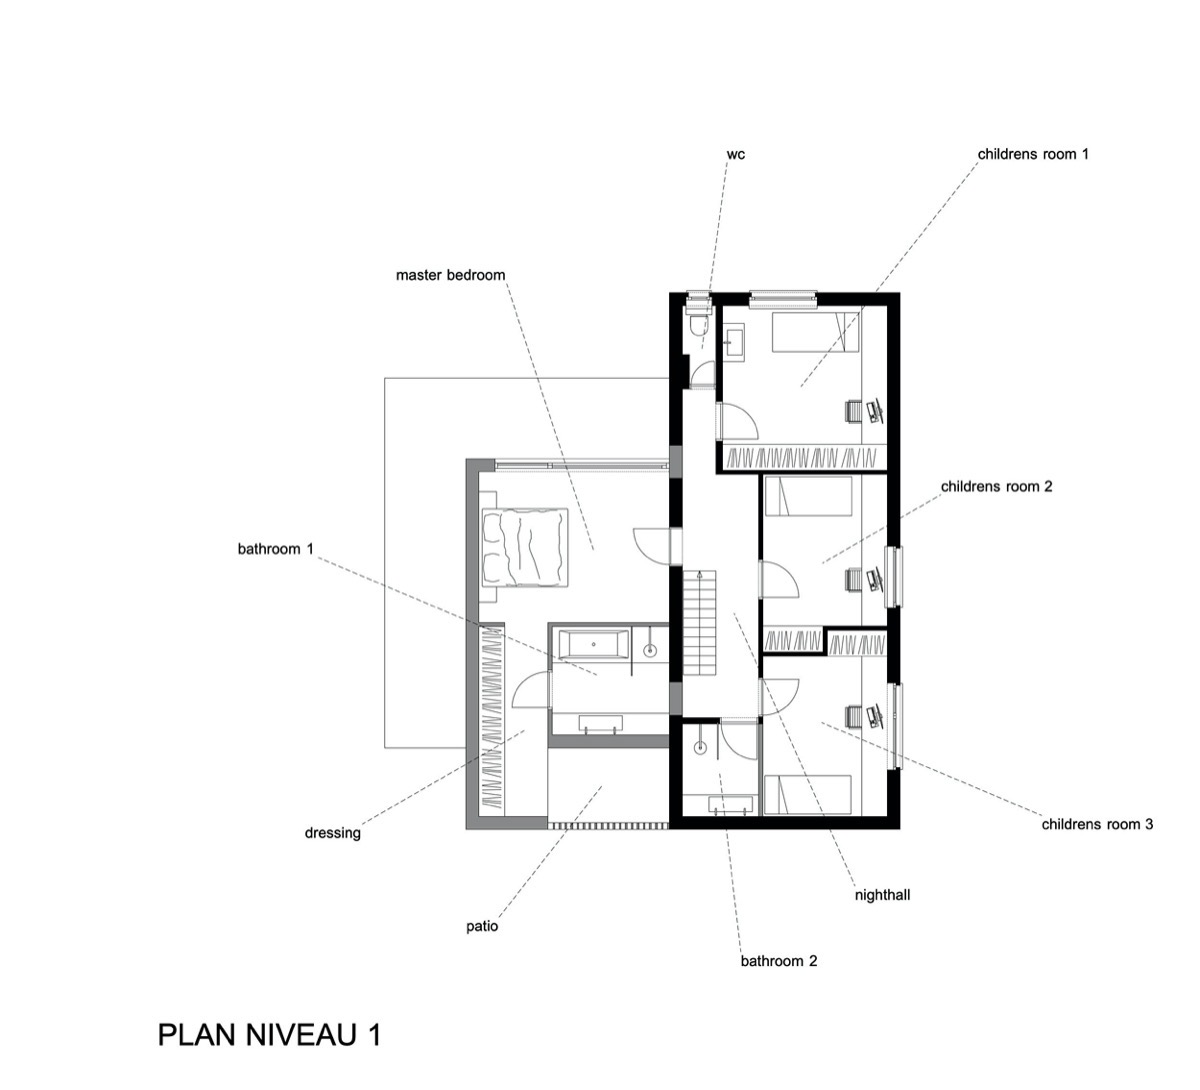 wc
childrens room 1
master bedroom
childrens room 2
bathroom 1
childrens room 3
dressing
nighthall
patio
bathroom 2
PLAN NIVEAU 1